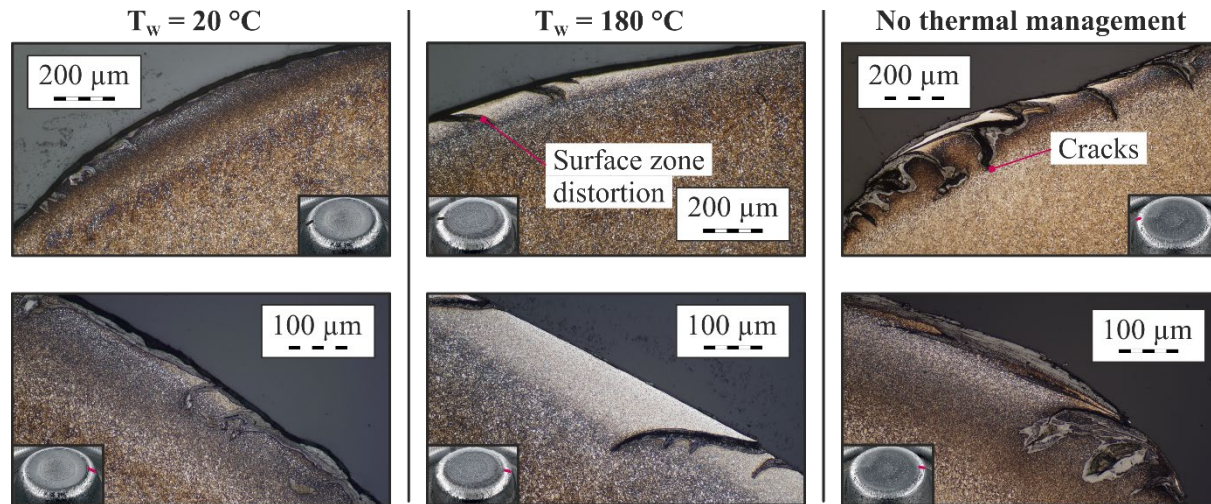 T_w = 20 °C
T_w = 180 °C
No thermal management
200 µm
Surface zone
distortion
200 µm
200 µm
Cracks
100 µm
100 µm
100 µm